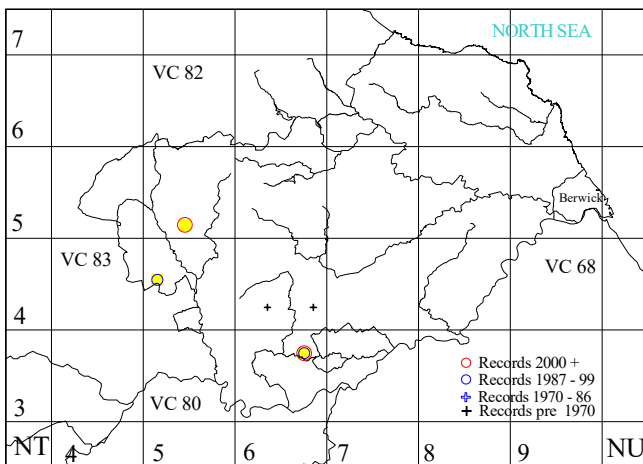 NORTH SEA
7
VC 82
6
Berwick
5
VC 83
VC 68
4
Records 2000 +
Records 1987 - 99
Records 1970 - 86
Records pre 1970
VC 80
3
NT 4 5 6 7 8 9 NU